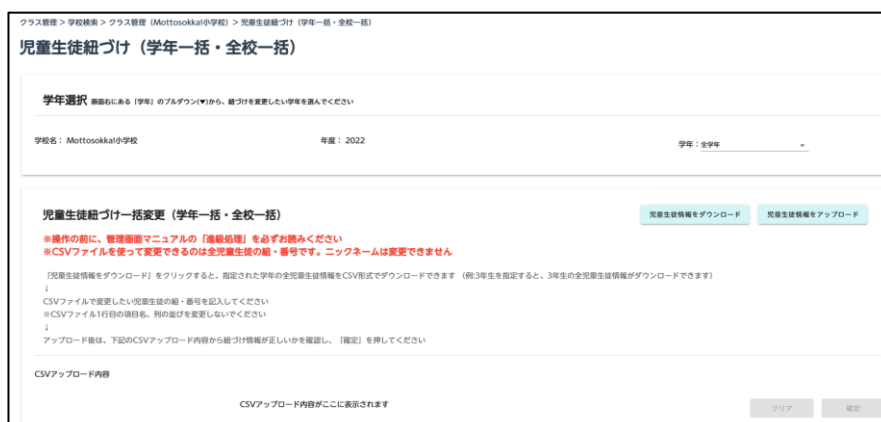 クラス管理 > 学校検索 > クラス管理（Mottosokka!小学校）> 児童生徒紐づけ（学年一括・全校一括）
児童生徒紐づけ（学年一括・全校一括）
学年選択 画面右にある「学年」のプルダウン(▼)から、紐づけを変更したい学年を選んでください
学校名： Mottosokka!小学校 年度： 2022 学年：全学年
児童生徒紐づけ一括変更（学年一括・全校一括） 児童生徒情報をダウンロード 児童生徒情報をアップロード
※操作の前に、管理画面マニュアルの「進級処理」を必ずお読みください
※CSVファイルを使って変更できるのは全児童生徒の組・番号です。ニックネームは変更できません
「児童生徒情報をダウンロード」をクリックすると、指定された学年の全児童生徒情報をCSV形式でダウンロードできます （例:3年生を指定すると、3年生の全児童生徒情報がダウンロードできます）
↓
CSVファイルで変更したい児童生徒の組・番号を記入してください
※CSVファイル1行目の項目名、列の並びを変更しないでください
↓
アップロード後は、下記のCSVアップロード内容から紐づけ情報が正しいかを確認し、「確定」を押してください
CSVアップロード内容
CSVアップロード内容がここに表示されます クリア 確定